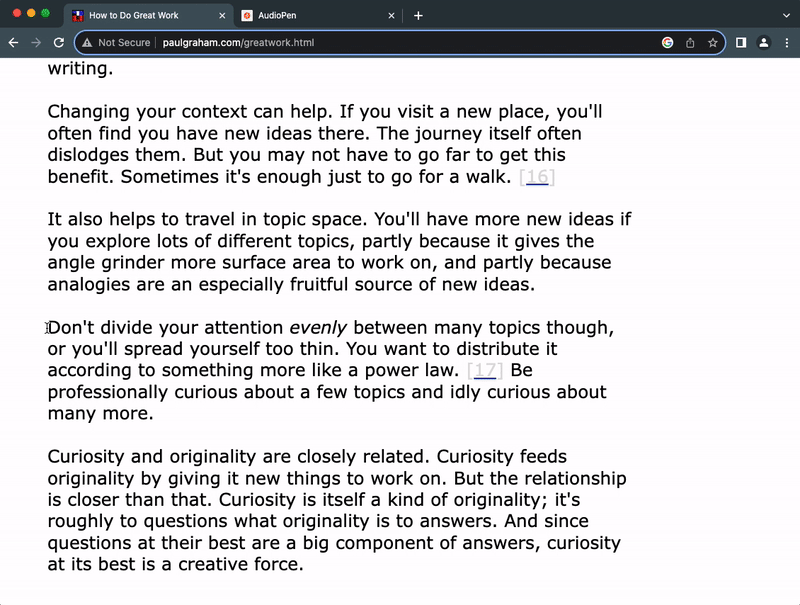 How to Do Great Work
AudioPen
Not Secure
paulgraham.com/greatwork.html
writing.
Changing your context can help. If you visit a new place, you'll
often find you have new ideas there. The journey itself often
dislodges them. But you may not have to go far to get this
benefit. Sometimes it's enough just to go for a walk. [16]
It also helps to travel in topic space. You'll have more new ideas if
you explore lots of different topics, partly because it gives the
angle grinder more surface area to work on, and partly because
analogies are an especially fruitful source of new ideas.
Don't divide your attention evenly between many topics though,
or you'll spread yourself too thin. You want to distribute it
according to something more like a power law. [17] Be
professionally curious about a few topics and idly curious about
many more.
Curiosity and originality are closely related. Curiosity feeds
originality by giving it new things to work on. But the relationship
is closer than that. Curiosity is itself a kind of originality; it's
roughly to questions what originality is to answers. And since
questions at their best are a big component of answers, curiosity
at its best is a creative force.